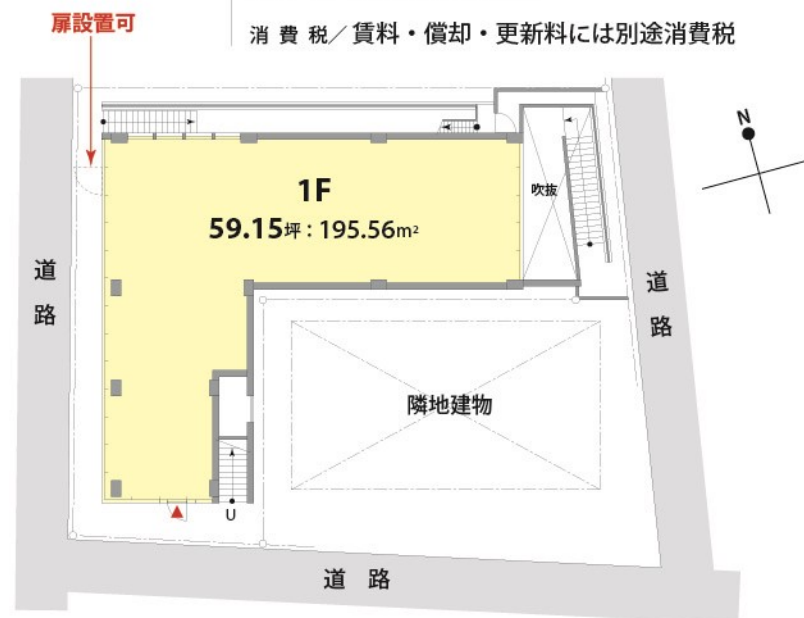 扉設置可
消費税／賃料・償却・更新料には別途消費税
N
1F
59.15坪：195.56m²
吹抜
道路
道路
隣地建物
U
道路